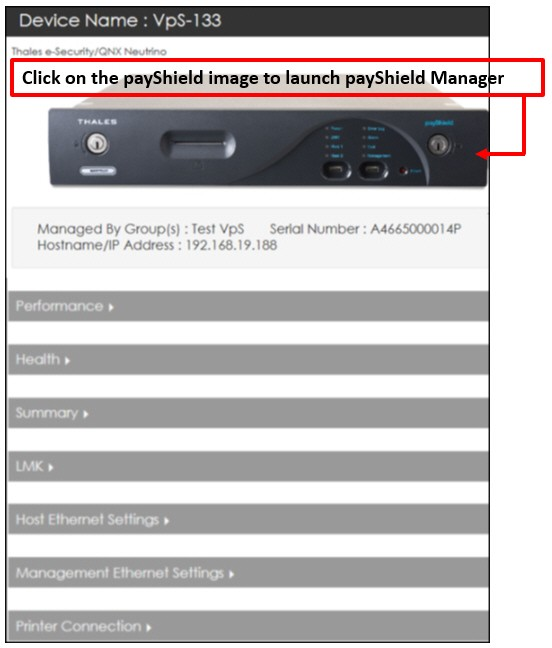 Device Name : VpS-133
Thales e-Security/QNX Neutrino
Click on the payShield image to launch payShield Manager
THALES
payShield
Managed By Group(s) : Test VpS Serial Number : A4665000014P
Hostname/IP Address : 192.168.19.188
Performance
Health
Summary
LMK
Host Ethernet Settings
Management Ethernet Settings
Printer Connection